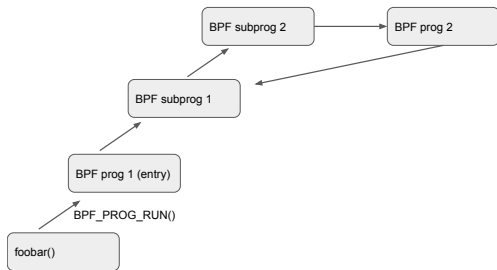 BPF subprog 2
BPF prog 2
BPF subprog 1
BPF prog 1 (entry)
BPF_PROG_RUN()
foobar()